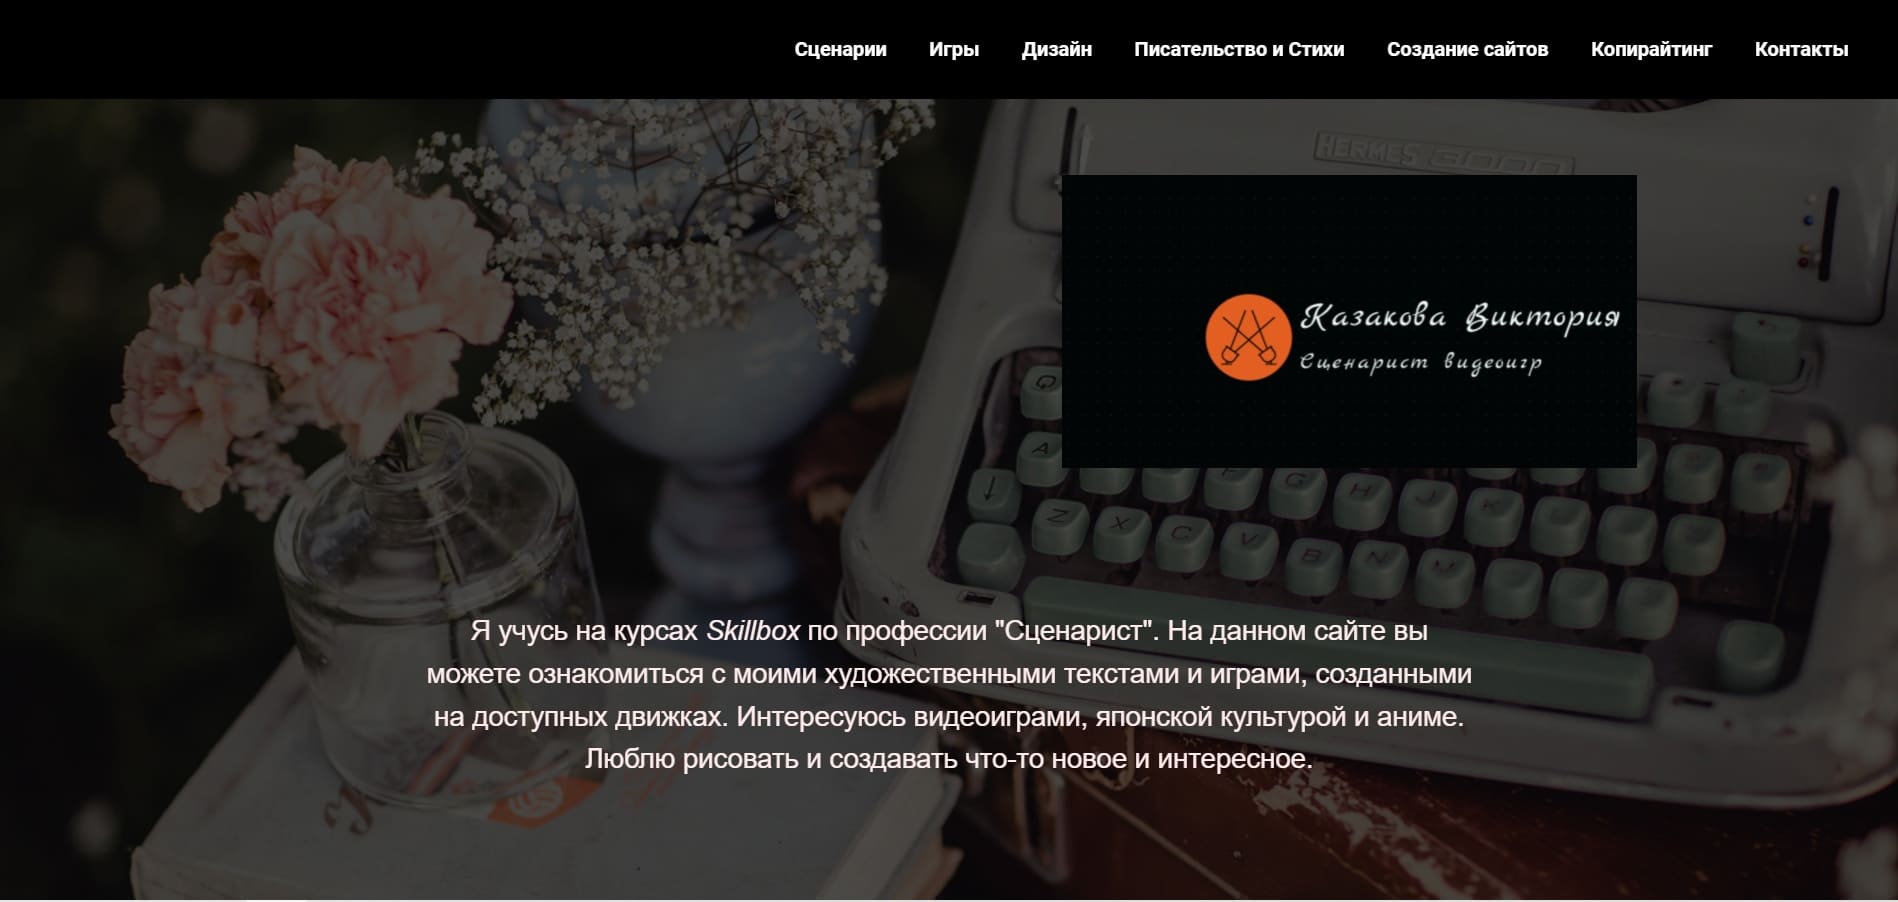 Сценарии Игры Дизайн Писательство и Стихи Создание сайтов Копирайтинг Контакты
HERMES 3000
Казакова Виктория
Сценарист видеоигр
Q
A F G H J K L
Z X C V B N M
Я учусь на курсах Skillbox по профессии "Сценарист". На данном сайте вы
можете ознакомиться с моими художественными текстами и играми, созданными
на доступных движках. Интересуюсь видеоиграми, японской культурой и аниме.
Люблю рисовать и создавать что-то новое и интересное.